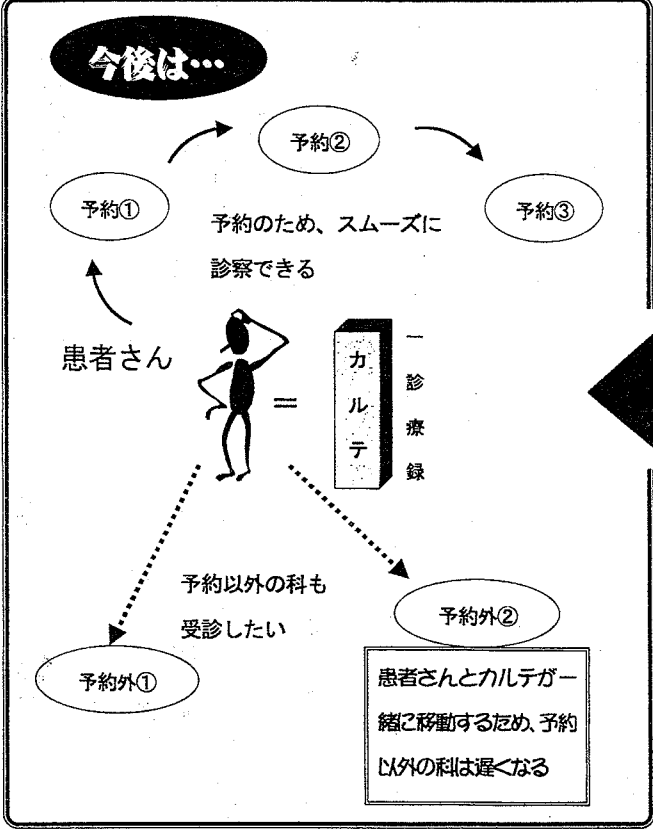 今後は…
予約②
予約①
予約③
予約のため、スムーズに
診察できる
患者さん
＝
カルテ
一診療録
予約以外の科も
受診したい
予約外②
予約外①
患者さんとカルテが一
緒に移動するため、予約
以外の科は遅くなる